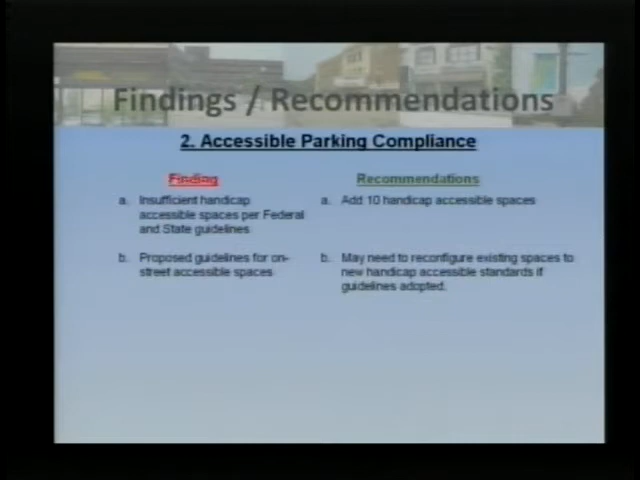 Findings / Recommendations
2. Accessible Parking Compliance
Finding
Recommendations
a. Insufficient handicap
accessible spaces per Federal
and State guidelines
a. Add 10 handicap accessible spaces
b. Proposed guidelines for on-
street accessible spaces
b. May need to reconfigure existing spaces to
new handicap accessible standards if
guidelines adopted.